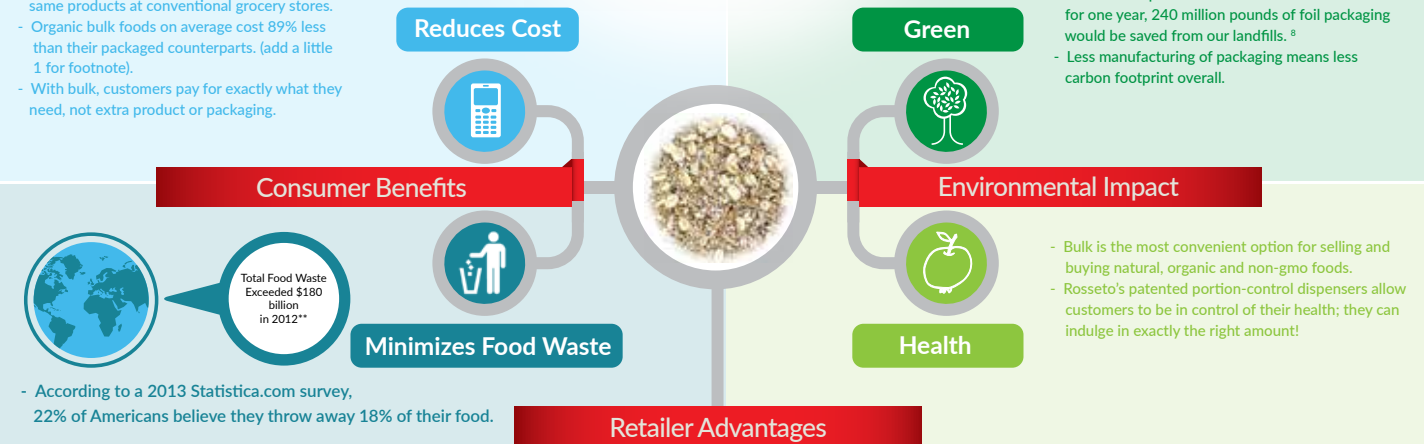 same products at conventional grocery stores.
- Organic bulk foods on average cost 89% less
than their packaged counterparts. (add a little
1 for footnote).
- With bulk, customers pay for exactly what they
need, not extra product or packaging.
Reduces Cost
Green
for one year, 240 million pounds of foil packaging
would be saved from our landfills. ⁸
- Less manufacturing of packaging means less
carbon footprint overall.
Consumer Benefits
Environmental Impact
Total Food Waste
Exceeded $180
billion
in 2012**
Minimizes Food Waste
- According to a 2013 Statistica.com survey,
22% of Americans believe they throw away 18% of their food.
Health
- Bulk is the most convenient option for selling and
buying natural, organic and non-gmo foods.
- Rosseto's patented portion-control dispensers allow
customers to be in control of their health; they can
indulge in exactly the right amount!
Retailer Advantages